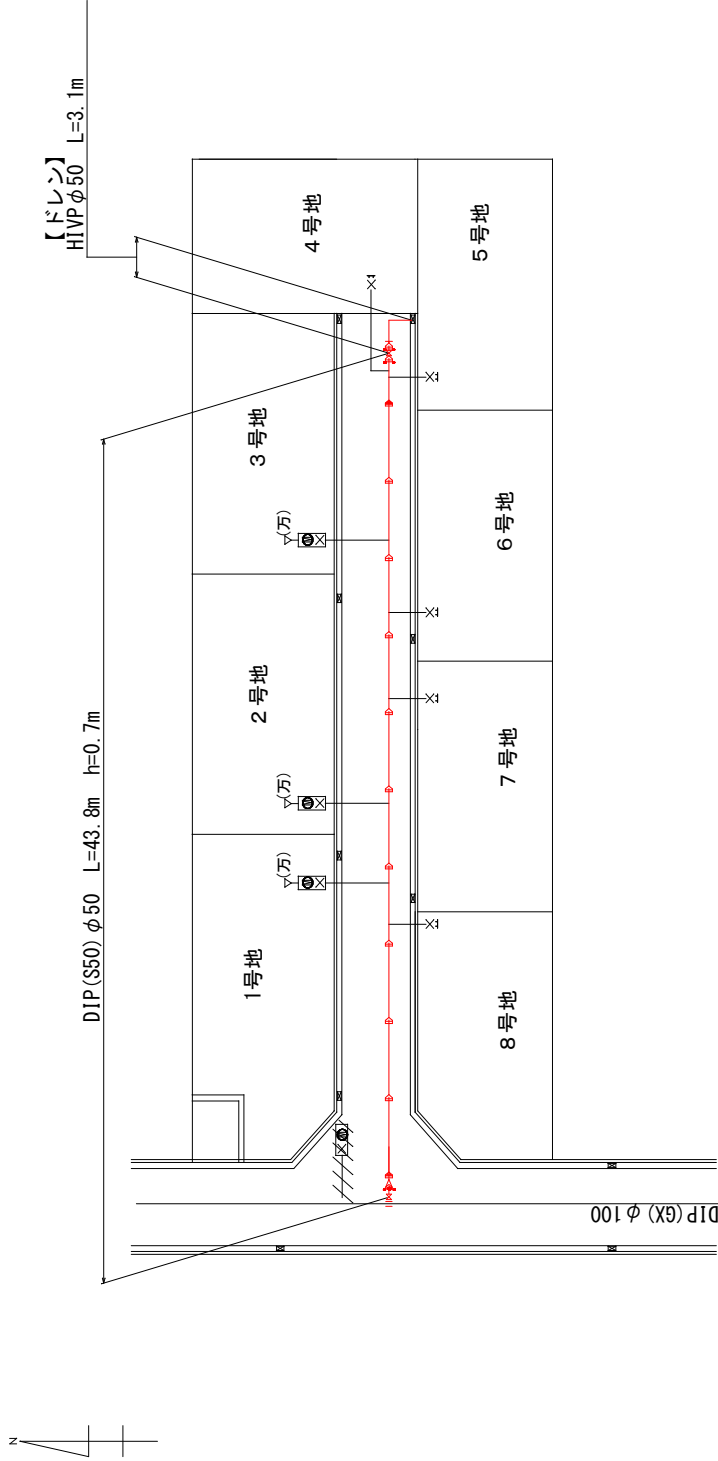 【ドレン】
HIVPφ50 L=3.1m
DIP(S50)φ50 L=43.8m h=0.7m
4号地
5号地
3号地
(万)
6号地
2号地
(万)
7号地
(万)
1号地
8号地
DIP(GX)φ100
N